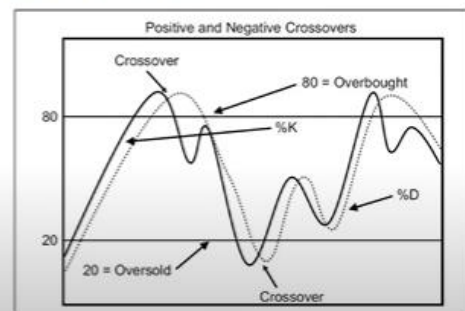 Positive and Negative Crossovers
Crossover
80 = Overbought
80
%K
%D
20
20 = Oversold
Crossover